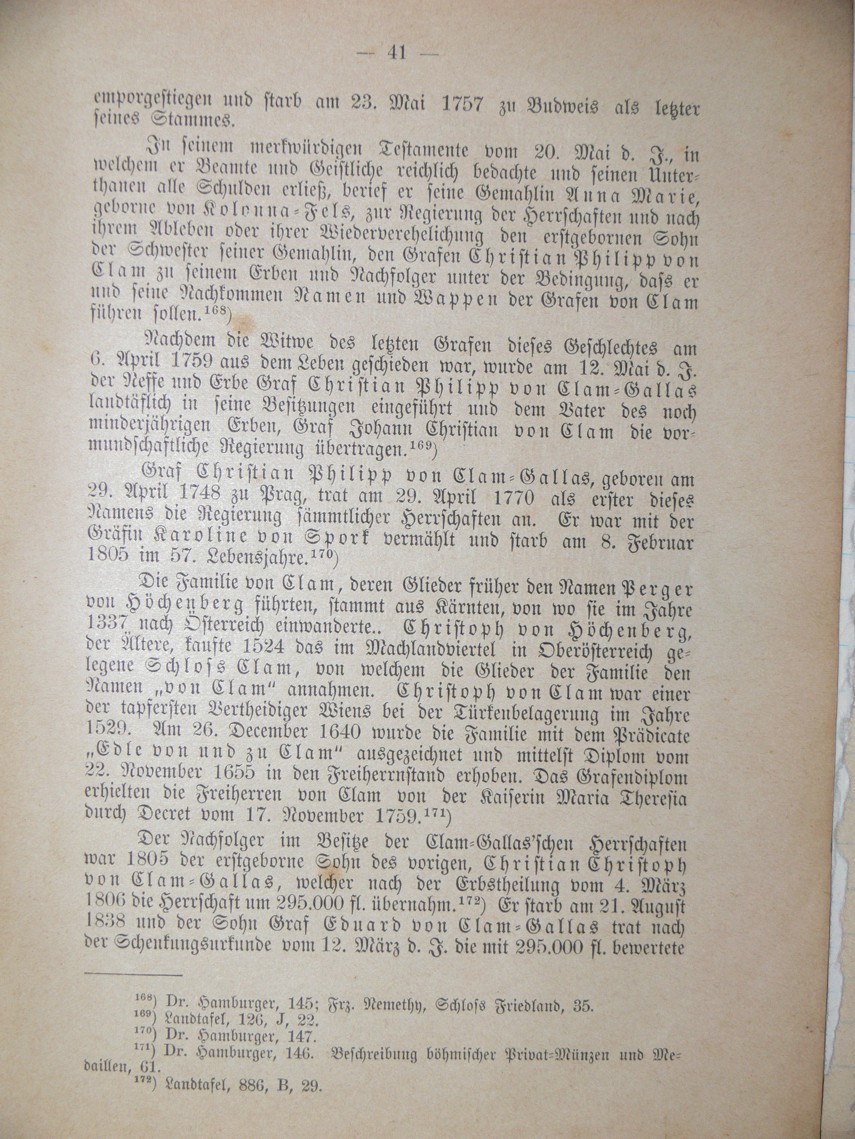 — 41 —
emporgestiegen und starb am 23. Mai 1757 zu Budweis als letzter
seines Stammes.
In seinem merkwürdigen Testamente vom 20. Mai d. J., in
welchem er Beamte und Geistliche reichlich bedachte und seinen Unter-
thanen alle Schulden erließ, berief er seine Gemahlin Anna Marie,
geborne von Kolonna-Fels, zur Regierung der Herrschaften und nach
ihrem Ableben oder ihrer Wiederverehelichung den erstgebornen Sohn
der Schwester seiner Gemahlin, den Grafen Christian Philipp von
Clam zu seinem Erben und Nachfolger unter der Bedingung, dass er
und seine Nachkommen Namen und Wappen der Grafen von Clam
führen sollen.¹⁶⁸)
Nachdem die Witwe des letzten Grafen dieses Geschlechtes am
6. April 1759 aus dem Leben geschieden war, wurde am 12. Mai d. J.
der Neffe und Erbe Graf Christian Philipp von Clam-Gallas
landtäflich in seine Besitzungen eingeführt und dem Vater des noch
minderjährigen Erben, Graf Johann Christian von Clam die vor-
mundschaftliche Regierung übertragen.¹⁶⁹)
Graf Christian Philipp von Clam-Gallas, geboren am
29. April 1748 zu Prag, trat am 29. April 1770 als erster dieses
Namens die Regierung sämmtlicher Herrschaften an. Er war mit der
Gräfin Karoline von Spork vermählt und starb am 8. Februar
1805 im 57. Lebensjahre.¹⁷⁰)
Die Familie von Clam, deren Glieder früher den Namen Perger
von Höchenberg führten, stammt aus Kärnten, von wo sie im Jahre
1337 nach Österreich einwanderte.. Christoph von Höchenberg,
der Ältere, kaufte 1524 das im Machlandviertel in Oberösterreich ge-
legene Schloss Clam, von welchem die Glieder der Familie den
Namen „von Clam“ annahmen. Christoph von Clam war einer
der tapfersten Vertheidiger Wiens bei der Türkenbelagerung im Jahre
1529. Am 26. December 1640 wurde die Familie mit dem Prädicate
„Edle von und zu Clam“ ausgezeichnet und mittelst Diplom vom
22. November 1655 in den Freiherrnstand erhoben. Das Grafendiplom
erhielten die Freiherren von Clam von der Kaiserin Maria Theresia
durch Decret vom 17. November 1759.¹⁷¹)
Der Nachfolger im Besitze der Clam-Gallas'schen Herrschaften
war 1805 der erstgeborne Sohn des vorigen, Christian Christoph
von Clam-Gallas, welcher nach der Erbstheilung vom 4. März
1806 die Herrschaft um 295.000 fl. übernahm.¹⁷²) Er starb am 21. August
1838 und der Sohn Graf Eduard von Clam-Gallas trat nach
der Schenkungsurkunde vom 12. März d. J. die mit 295.000 fl. bewertete
¹⁶⁸) Dr. Hamburger, 145; Frz. Nemethy, Schloss Friedland, 35.
¹⁶⁹) Landtafel, 126, J, 22.
¹⁷⁰) Dr. Hamburger, 147.
¹⁷¹) Dr. Hamburger, 146. Beschreibung böhmischer Privat-Münzen und Me-
daillen, 61.
¹⁷²) Landtafel, 886, B, 29.